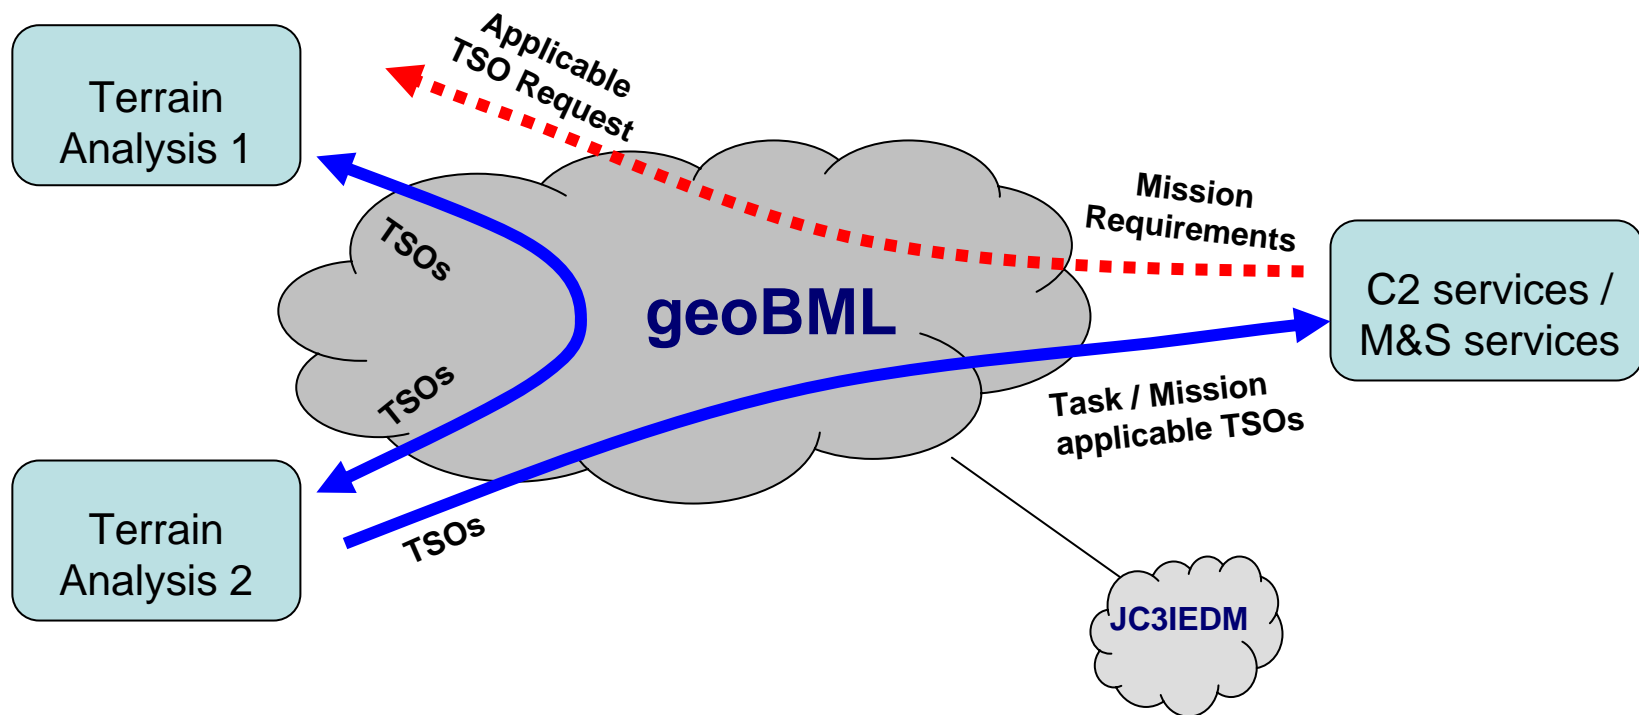 Terrain
Analysis 1
Applicable
TSO Request
Mission
Requirements
TSOs
geoBML
C2 services /
M&S services
TSOs
Task / Mission
applicable TSOs
Terrain
Analysis 2
TSOs
JC3IEDM